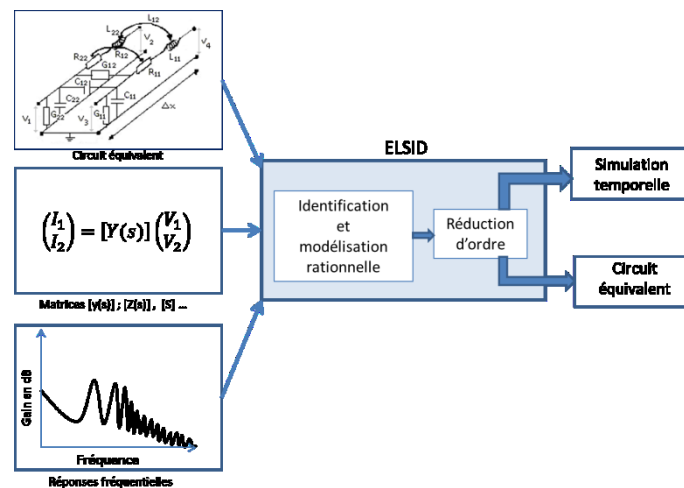 L12
L22
V2
V4
R22
R12
L11
G12
R11
C12
C22
C11
G22
G11
V1
V3
Δx
Circuit équivalent
(I1 I2) = [Y(s)] (V1 V2)
Matrices [y(s)] ; [Z(s)] , [S] ...
Gain en dB
Fréquence
Réponses fréquentielles
ELSID
Identification
et
modélisation
rationnelle
Réduction
d'ordre
Simulation
temporelle
Circuit
équivalent